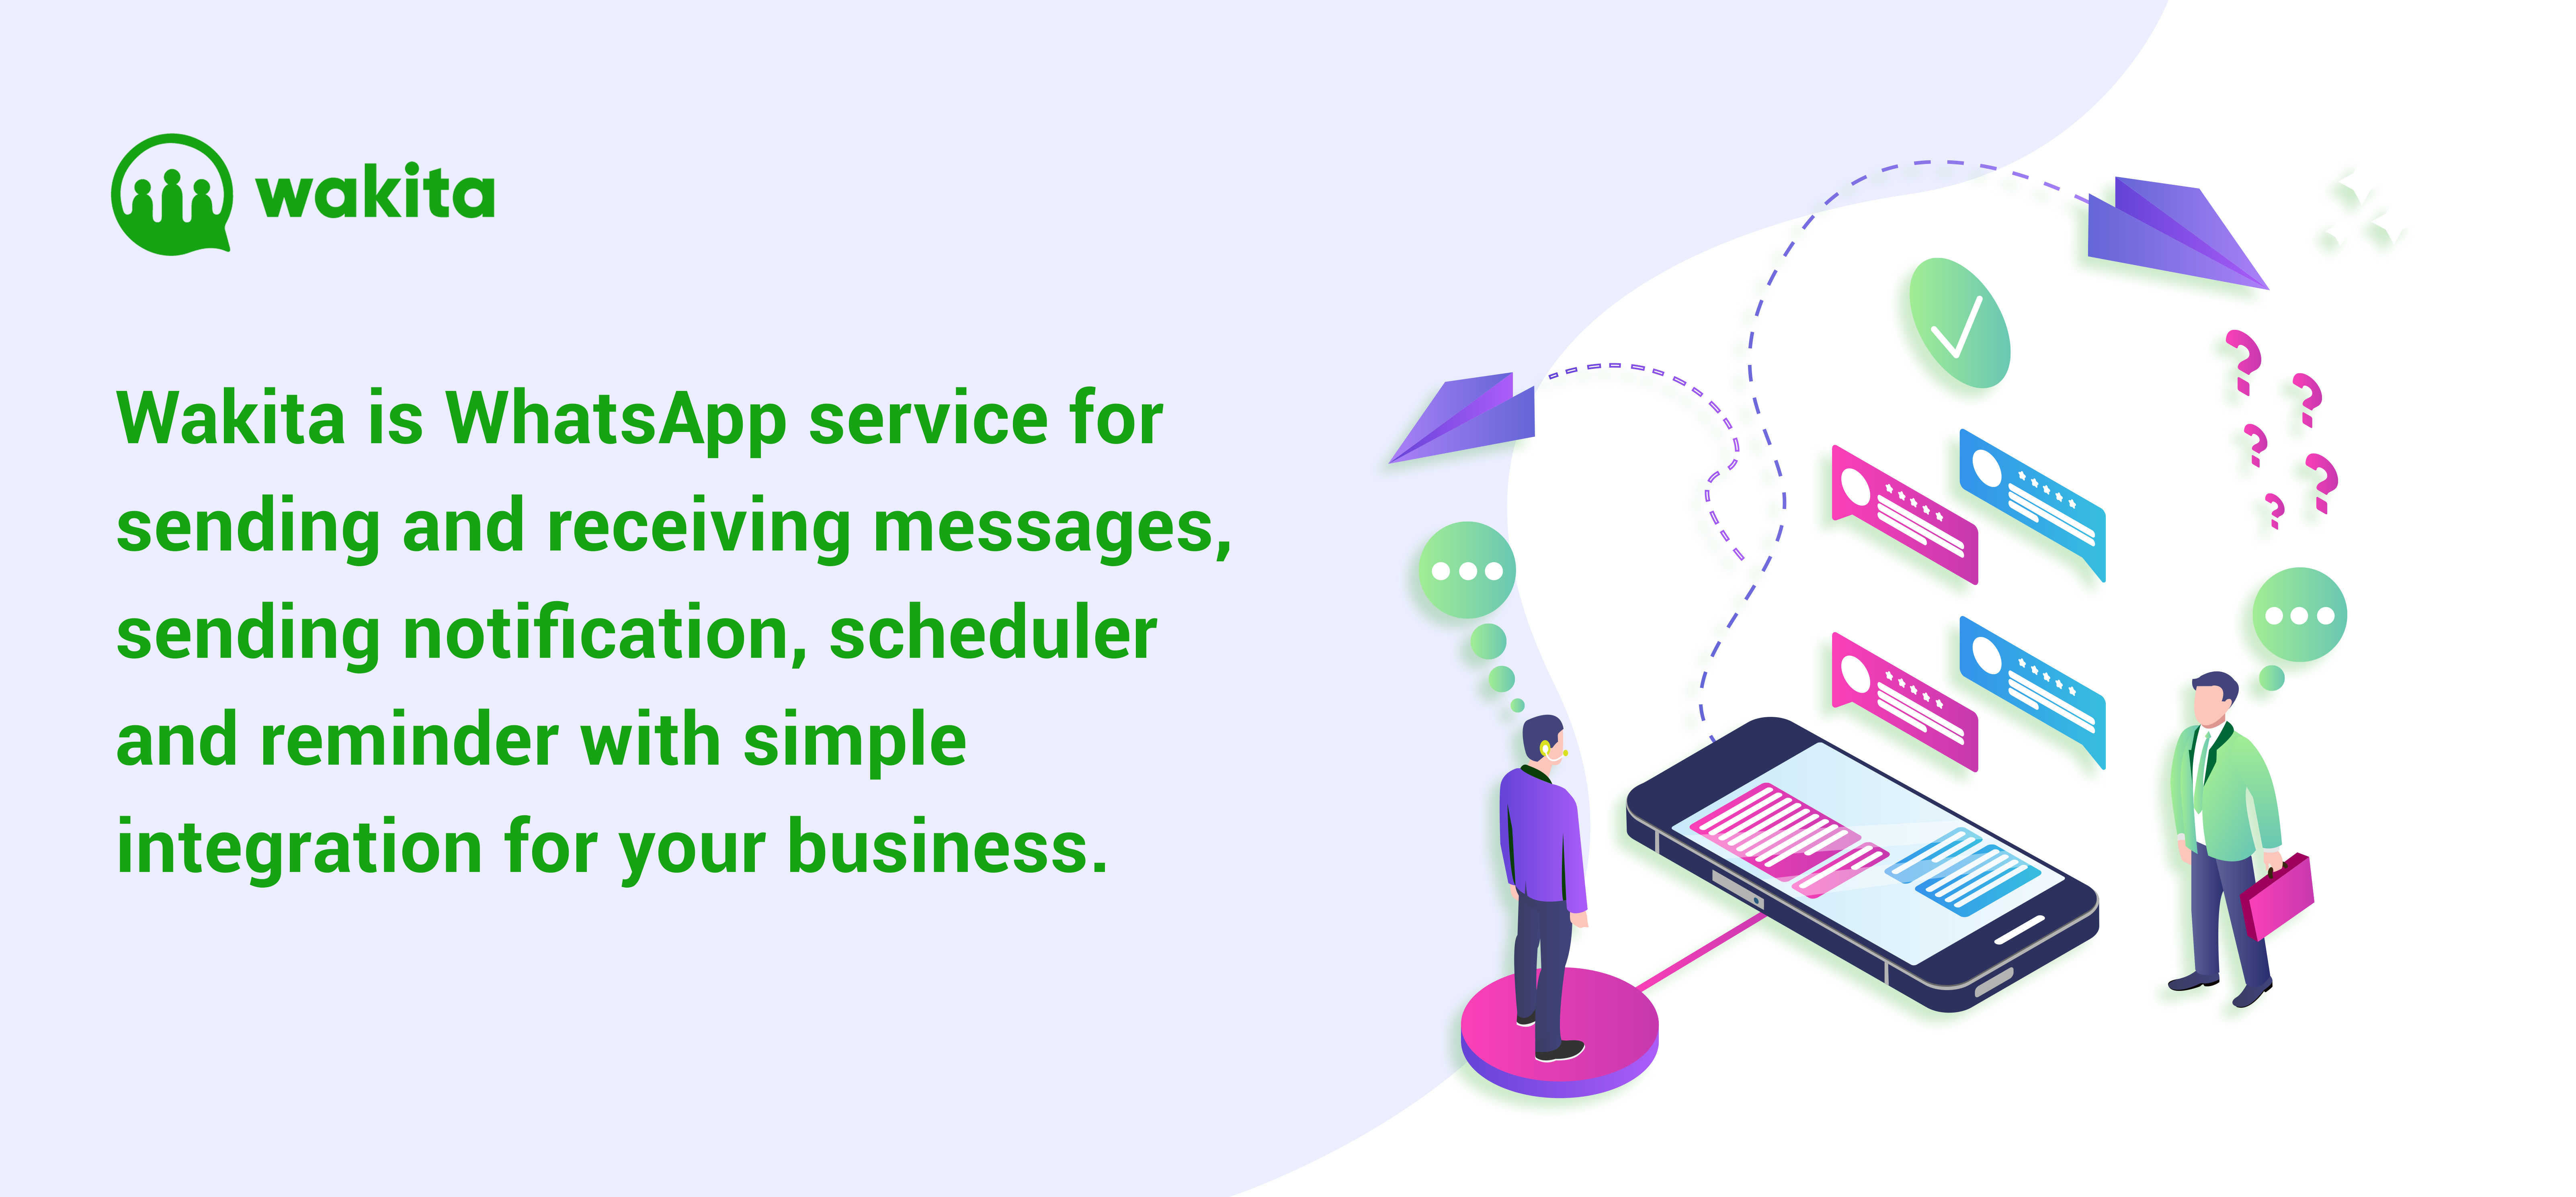 wakita
Wakita is WhatsApp service for
sending and receiving messages,
sending notification, scheduler
and reminder with simple
integration for your business.
? ? ? ? ?